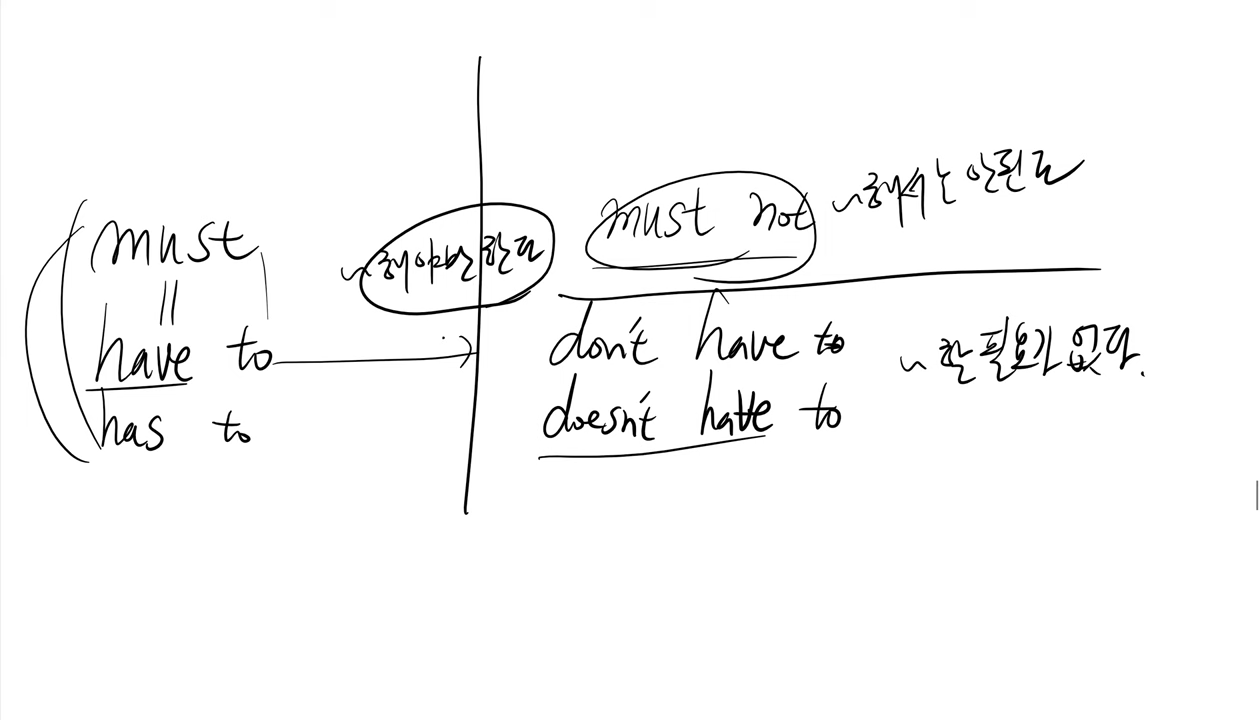 must
||
have to
has to
~해야만 한다
must not ~해서는 안된다
don't have to ~할 필요가 없다.
doesn't have to